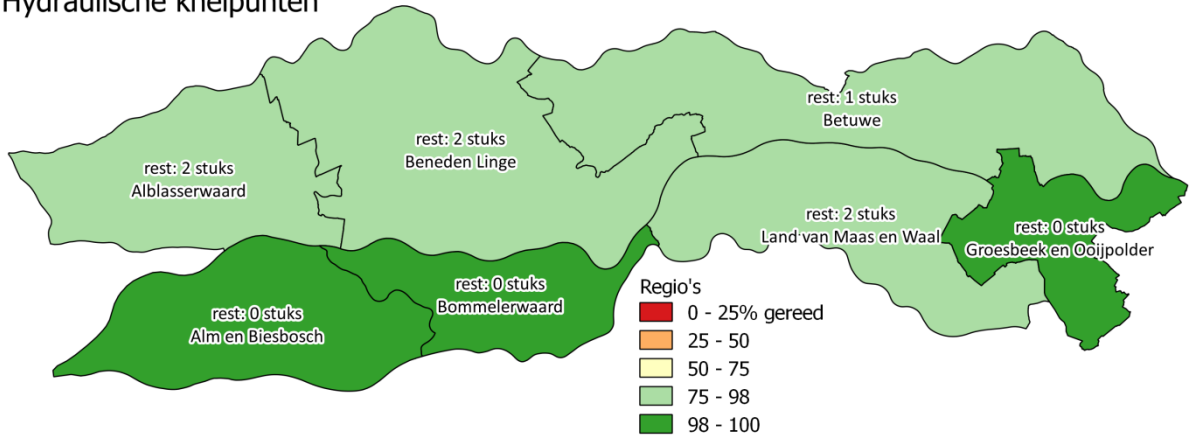 Hydraulische knelpunten
rest: 1 stuks
Betuwe
rest: 2 stuks
Beneden Linge
rest: 2 stuks
Alblasserwaard
rest: 2 stuks
Land van Maas en Waal
rest: 0 stuks
Groesbeek en Ooijpolder
rest: 0 stuks
Bommelerwaard
rest: 0 stuks
Alm en Biesbosch
Regio's
0 - 25% gereed
25 - 50
50 - 75
75 - 98
98 - 100